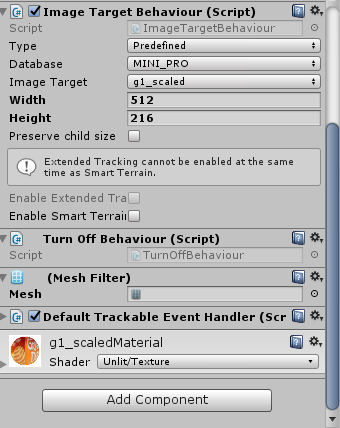 Image Target Behaviour (Script)
Script ImageTargetBehaviour
Type Predefined
Database MINI_PRO
Image Target g1_scaled
Width 512
Height 216
Preserve child size
Extended Tracking cannot be enabled at the same
time as Smart Terrain.
Enable Extended Tra
Enable Smart Terrain
Turn Off Behaviour (Script)
Script TurnOffBehaviour
(Mesh Filter)
Mesh
Default Trackable Event Handler (Scr
g1_scaledMaterial
Shader Unlit/Texture
Add Component